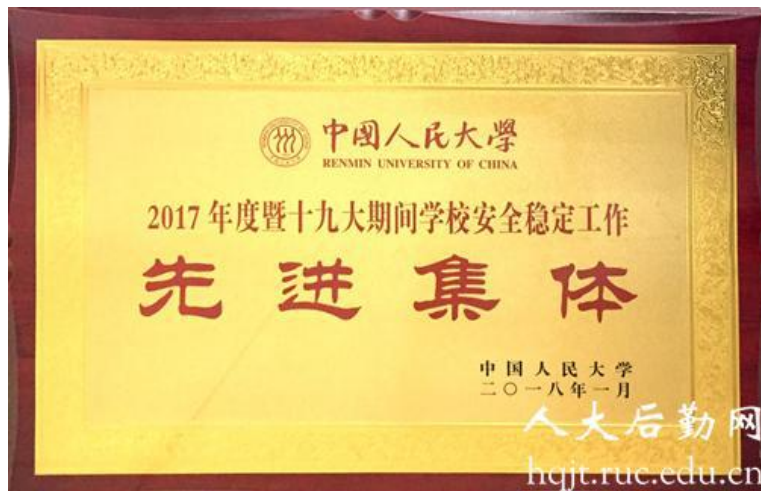 中国人民大学
RENMIN UNIVERSITY OF CHINA
2017年度暨十九大期间学校安全稳定工作
先进集体
中国人民大学
二〇一八年一月
人大后勤网
hqjt.ruc.edu.cn